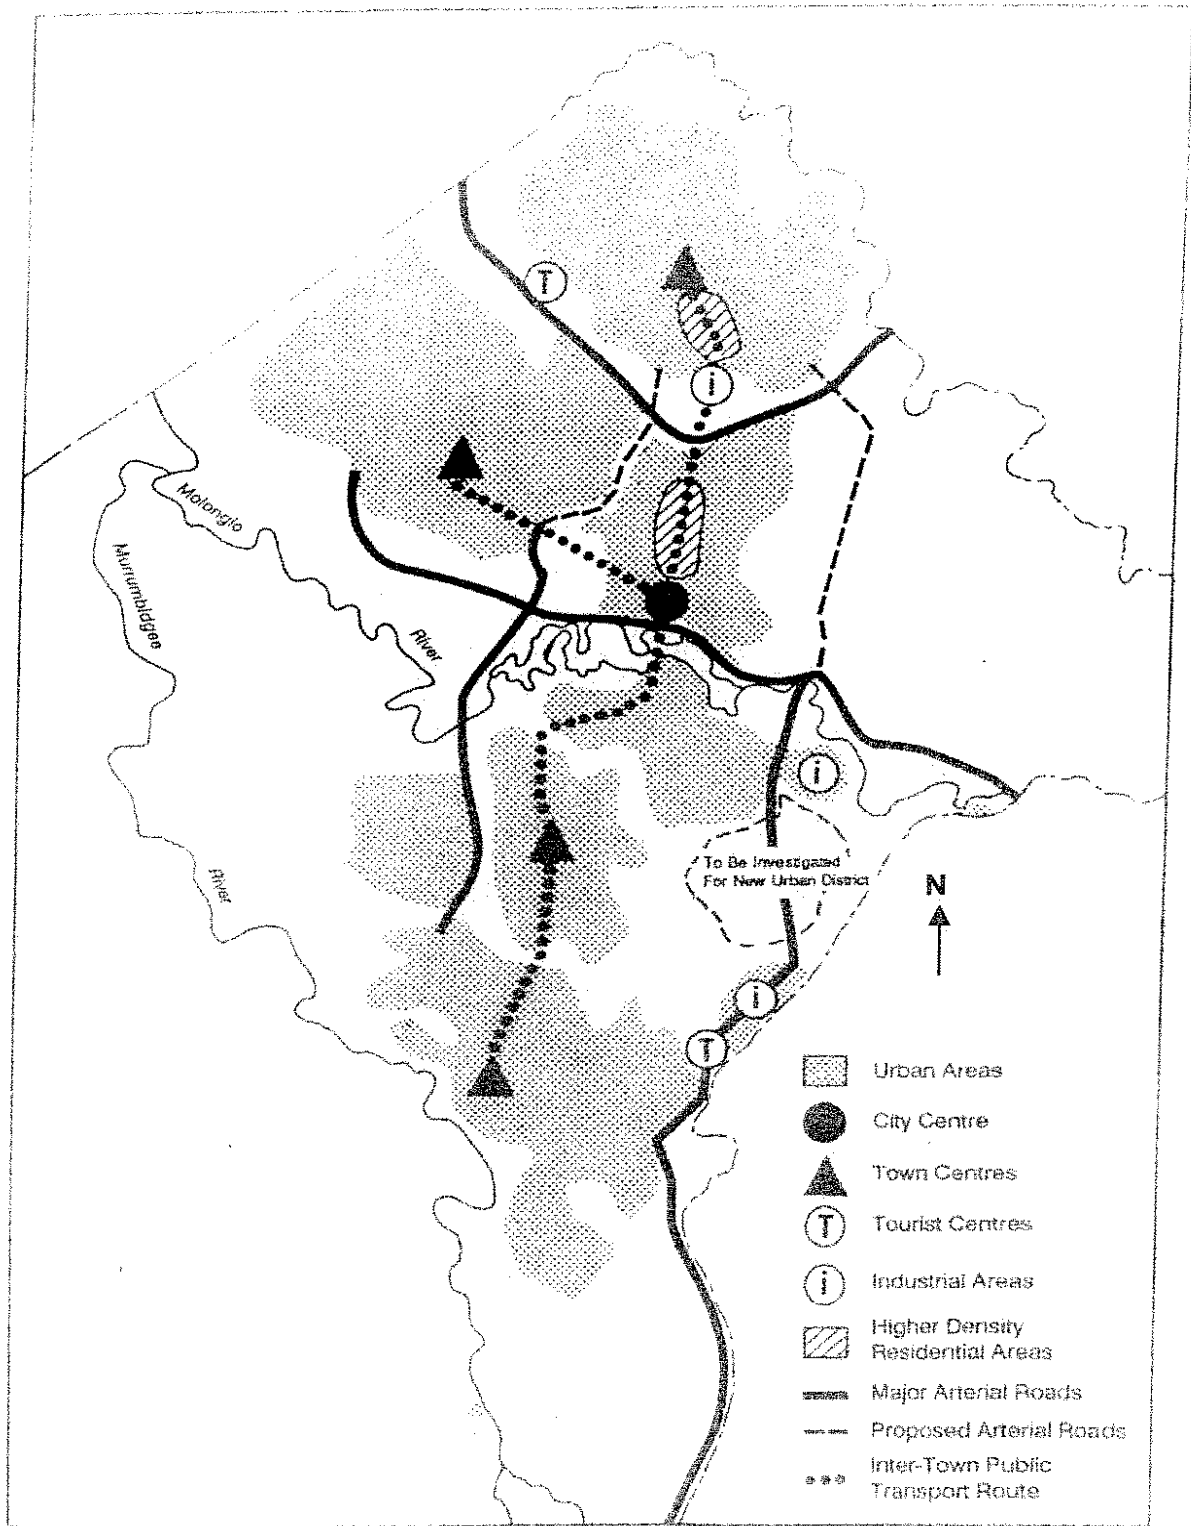 T
i
Molonglo
River
Murrumbidgee
River
i
To Be Investigated
For New Urban District
N
i
T
Urban Areas
City Centre
Town Centres
T
Tourist Centres
i
Industrial Areas
Higher Density
Residential Areas
Major Arterial Roads
Proposed Arterial Roads
Inter-Town Public
Transport Route